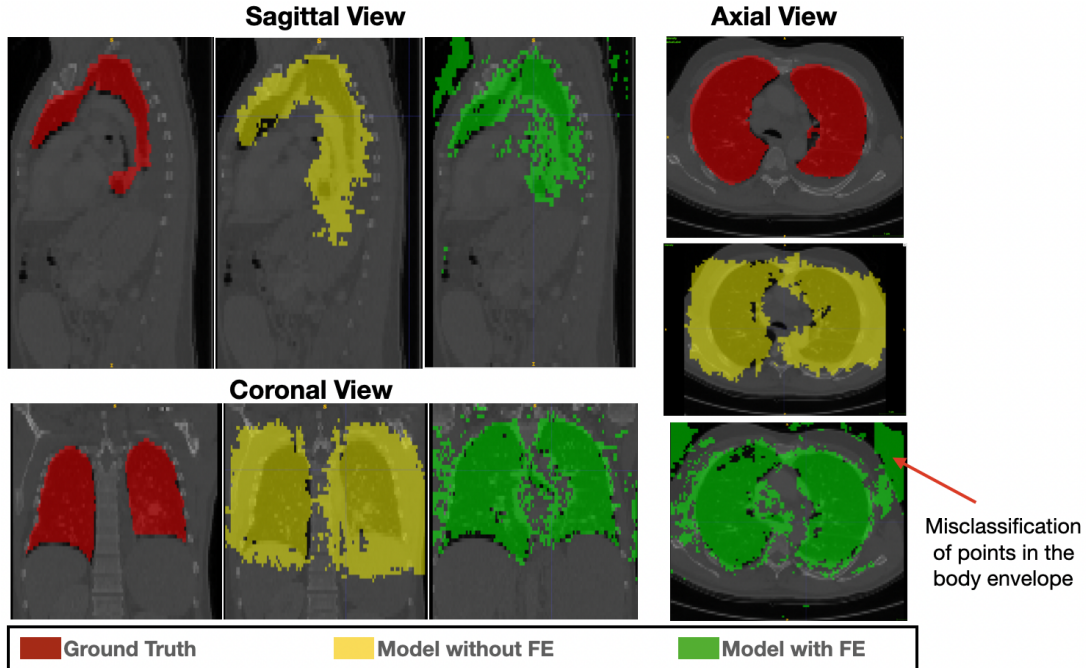 Sagittal View
Axial View
Coronal View
Misclassification
of points in the
body envelope
Ground Truth
Model without FE
Model with FE